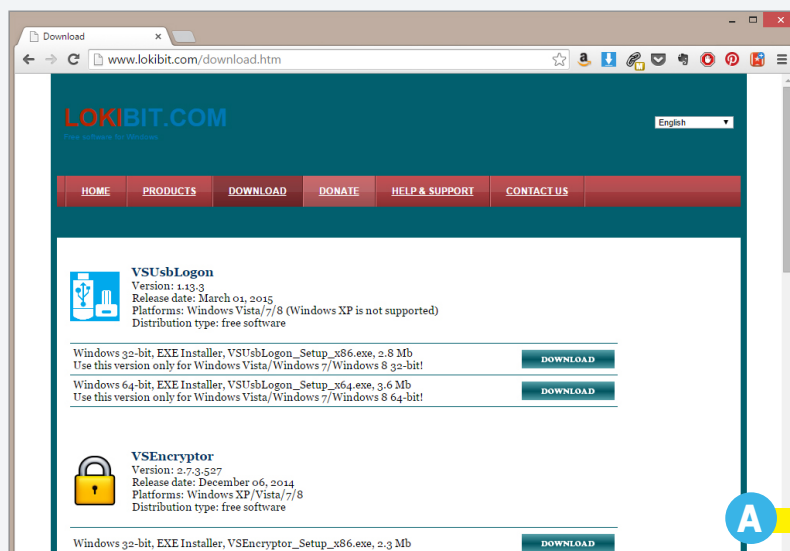 Download
www.lokibit.com/download.htm
LOKIBIT.COM
Free software for Windows
English
HOME PRODUCTS DOWNLOAD DONATE HELP & SUPPORT CONTACT US
VSUsbLogon
Version: 1.13.3
Release date: March 01, 2015
Platforms: Windows Vista/7/8 (Windows XP is not supported)
Distribution type: free software
Windows 32-bit, EXE Installer, VSUsbLogon_Setup_x86.exe, 2.8 Mb
Use this version only for Windows Vista/Windows 7/Windows 8 32-bit!
DOWNLOAD
Windows 64-bit, EXE Installer, VSUsbLogon_Setup_x64.exe, 3.6 Mb
Use this version only for Windows Vista/Windows 7/Windows 8 64-bit!
DOWNLOAD
VSEncryptor
Version: 2.7.3.527
Release date: December 06, 2014
Platforms: Windows XP/Vista/7/8
Distribution type: free software
Windows 32-bit, EXE Installer, VSEncryptor_Setup_x86.exe, 2.3 Mb
DOWNLOAD
A